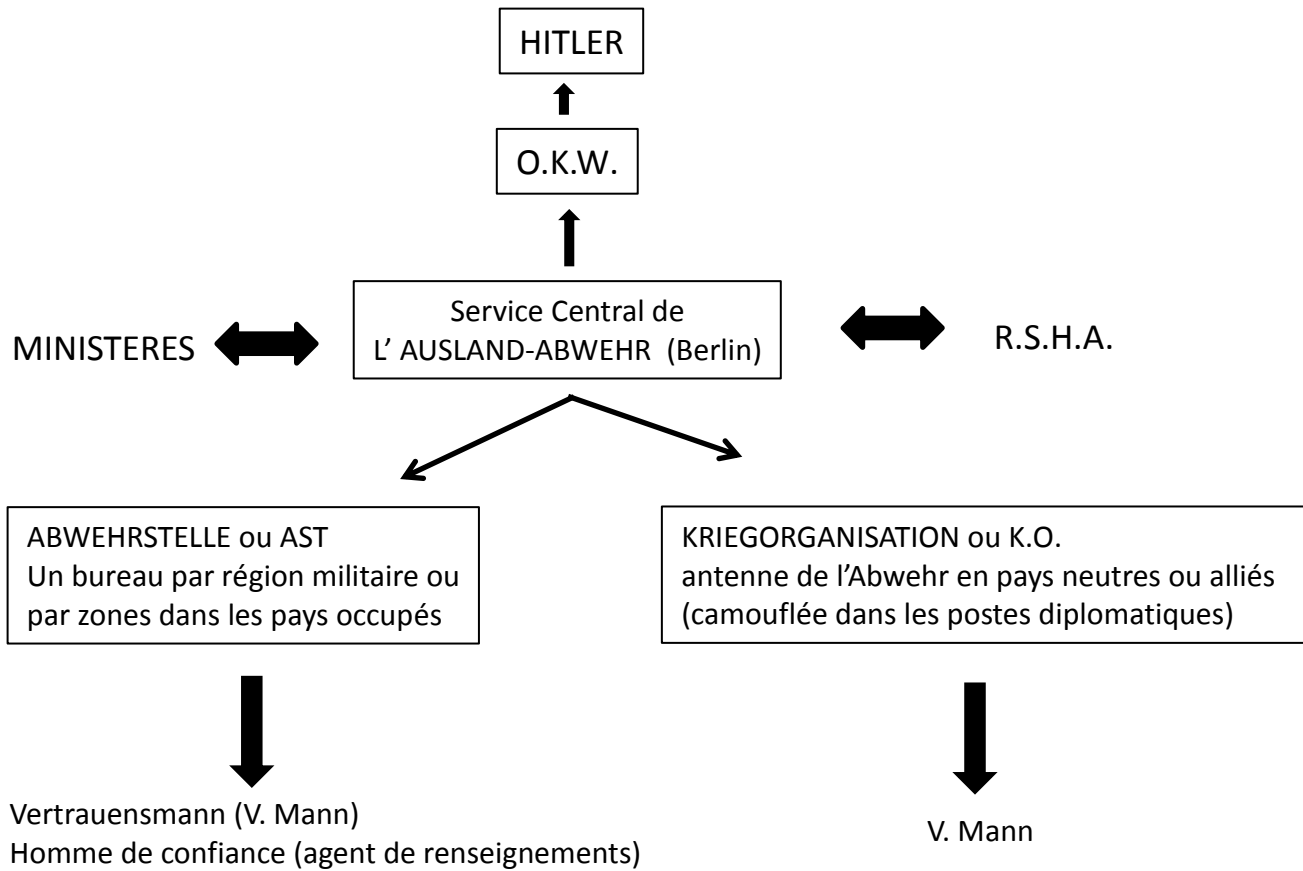 HITLER
O.K.W.
Service Central de
L' AUSLAND-ABWEHR (Berlin)
MINISTERES
R.S.H.A.
ABWEHRSTELLE ou AST
Un bureau par région militaire ou
par zones dans les pays occupés
KRIEGORGANISATION ou K.O.
antenne de l'Abwehr en pays neutres ou alliés
(camouflée dans les postes diplomatiques)
Vertrauensmann (V. Mann)
Homme de confiance (agent de renseignements)
V. Mann